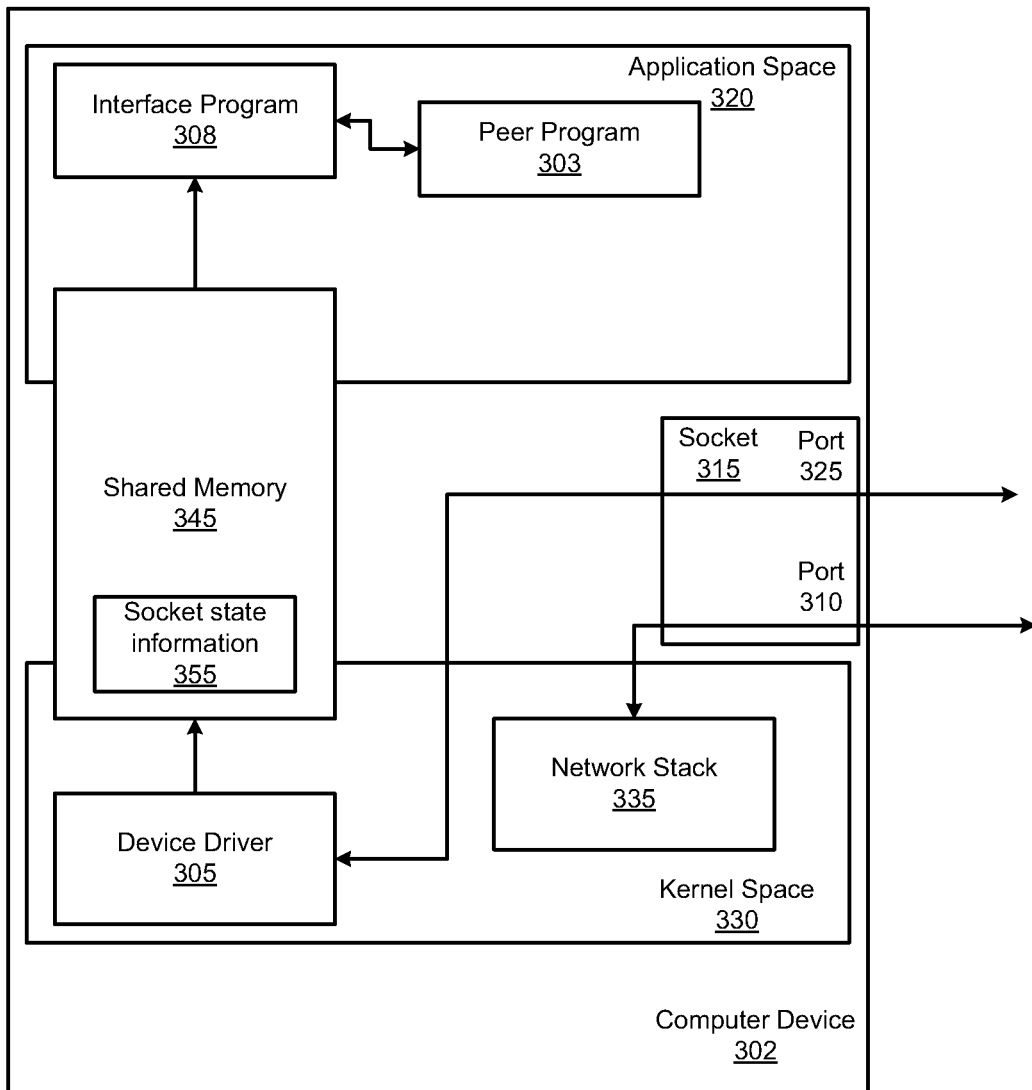 Application Space
320
Interface Program
308
Peer Program
303
Shared Memory
345
Socket state
information
355
Socket
315
Port
325
Port
310
Network Stack
335
Device Driver
305
Kernel Space
330
Computer Device
302